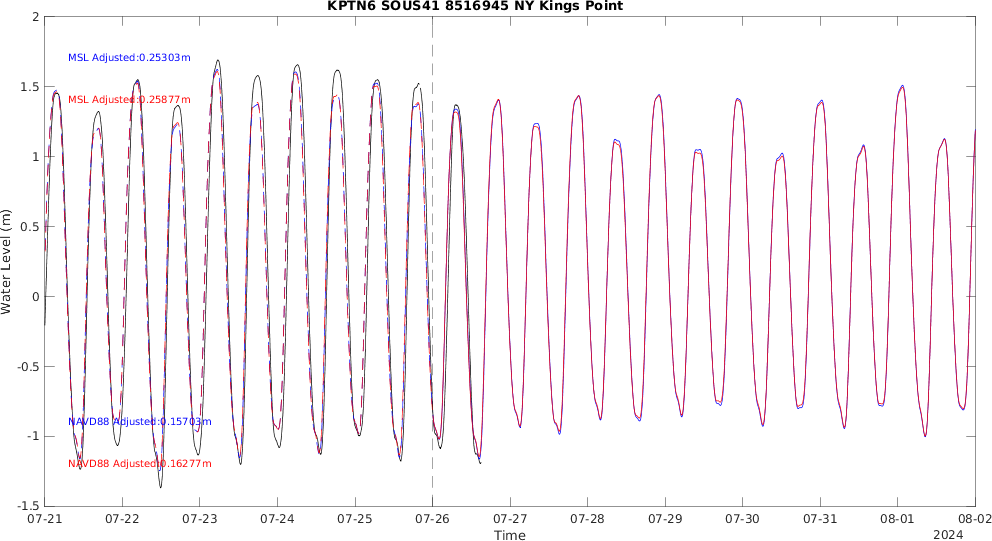 KPTN6 SOUS41 8516945 NY Kings Point
2
1.5
1
0.5
0
-0.5
-1
-1.5
Water Level (m)
MSL Adjusted:0.25303m
MSL Adjusted:0.25877m
NAVD88 Adjusted:0.15703m
NAVD88 Adjusted:0.16277m
07-21 07-22 07-23 07-24 07-25 07-26 07-27 07-28 07-29 07-30 07-31 08-01 08-02
Time
2024